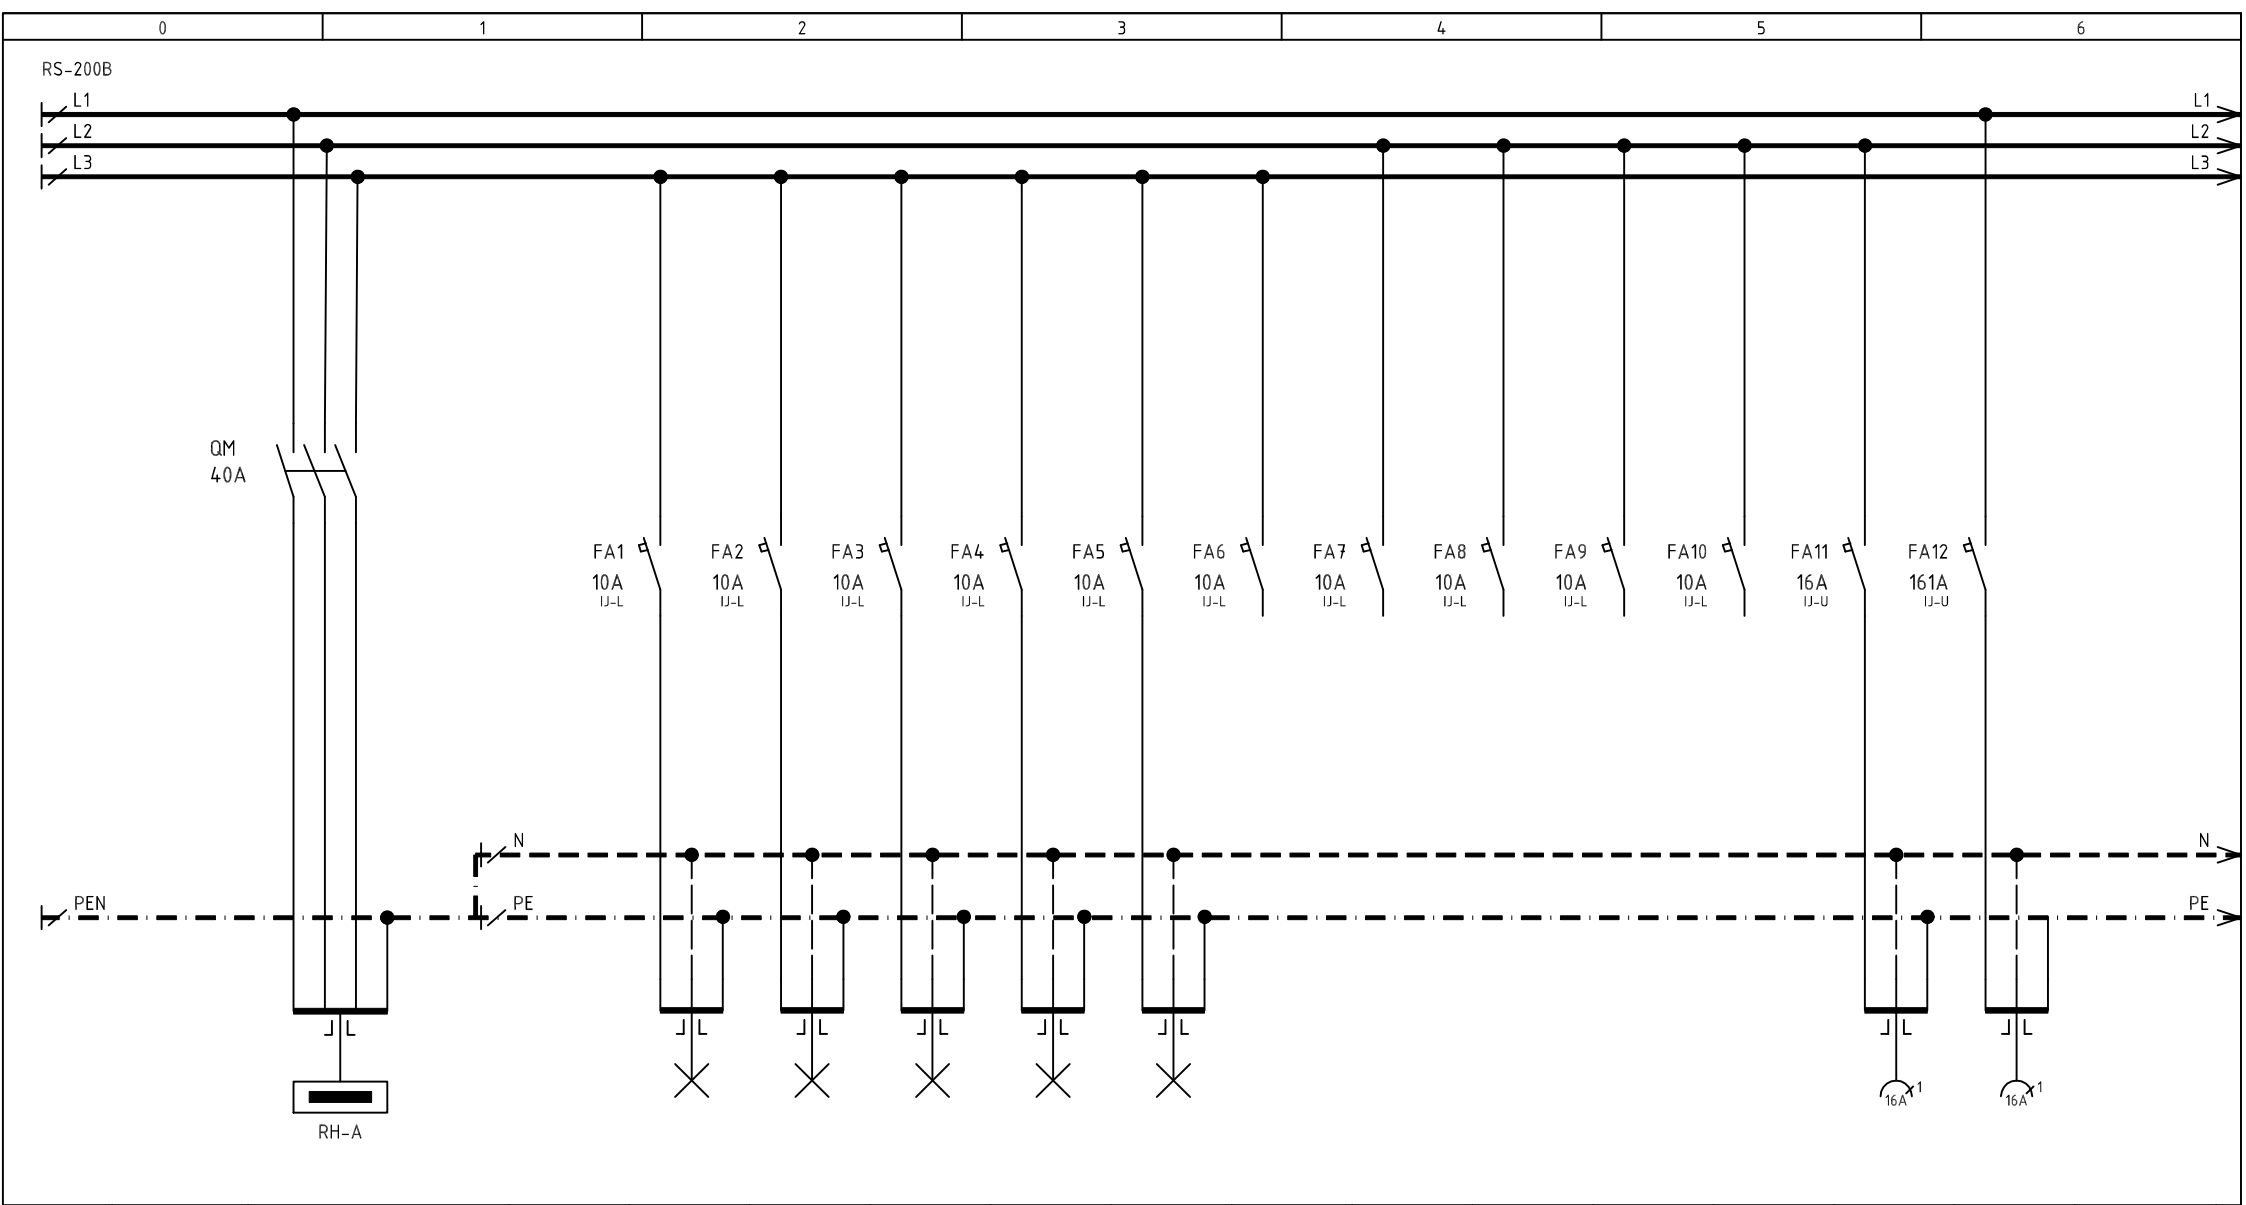 0 1 2 3 4 5 6
RS-200B
L1 L1
L2 L2
L3 L3
QM
40A
FA1 FA2 FA3 FA4 FA5 FA6 FA7 FA8 FA9 FA10 FA11 FA12
10A 10A 10A 10A 10A 10A 10A 10A 10A 10A 16A 161A
IJ-L IJ-L IJ-L IJ-L IJ-L IJ-L IJ-L IJ-L IJ-L IJ-L IJ-U IJ-U
N N
PEN PE PE
1 1
16A 16A
RH-A